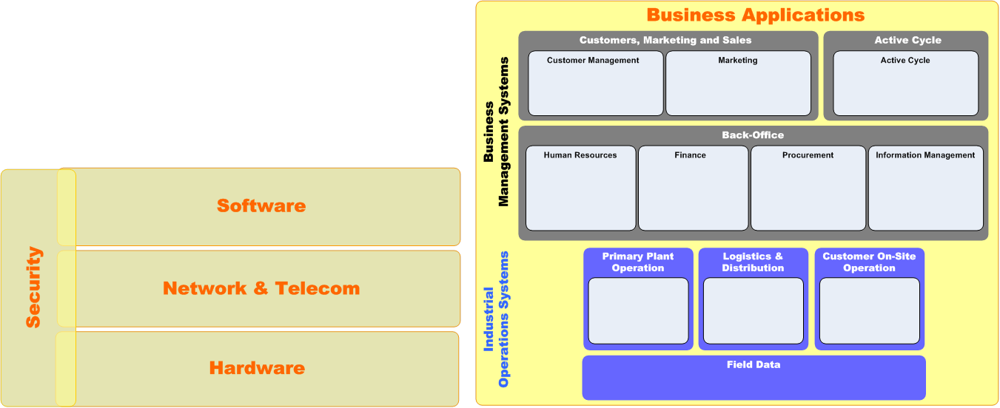 Security
Software
Network & Telecom
Hardware
Business Applications
Business
Management Systems
Customers, Marketing and Sales
Customer Management
Marketing
Active Cycle
Active Cycle
Back-Office
Human Resources
Finance
Procurement
Information Management
Industrial
Operations Systems
Primary Plant
Operation
Logistics &
Distribution
Customer On-Site
Operation
Field Data